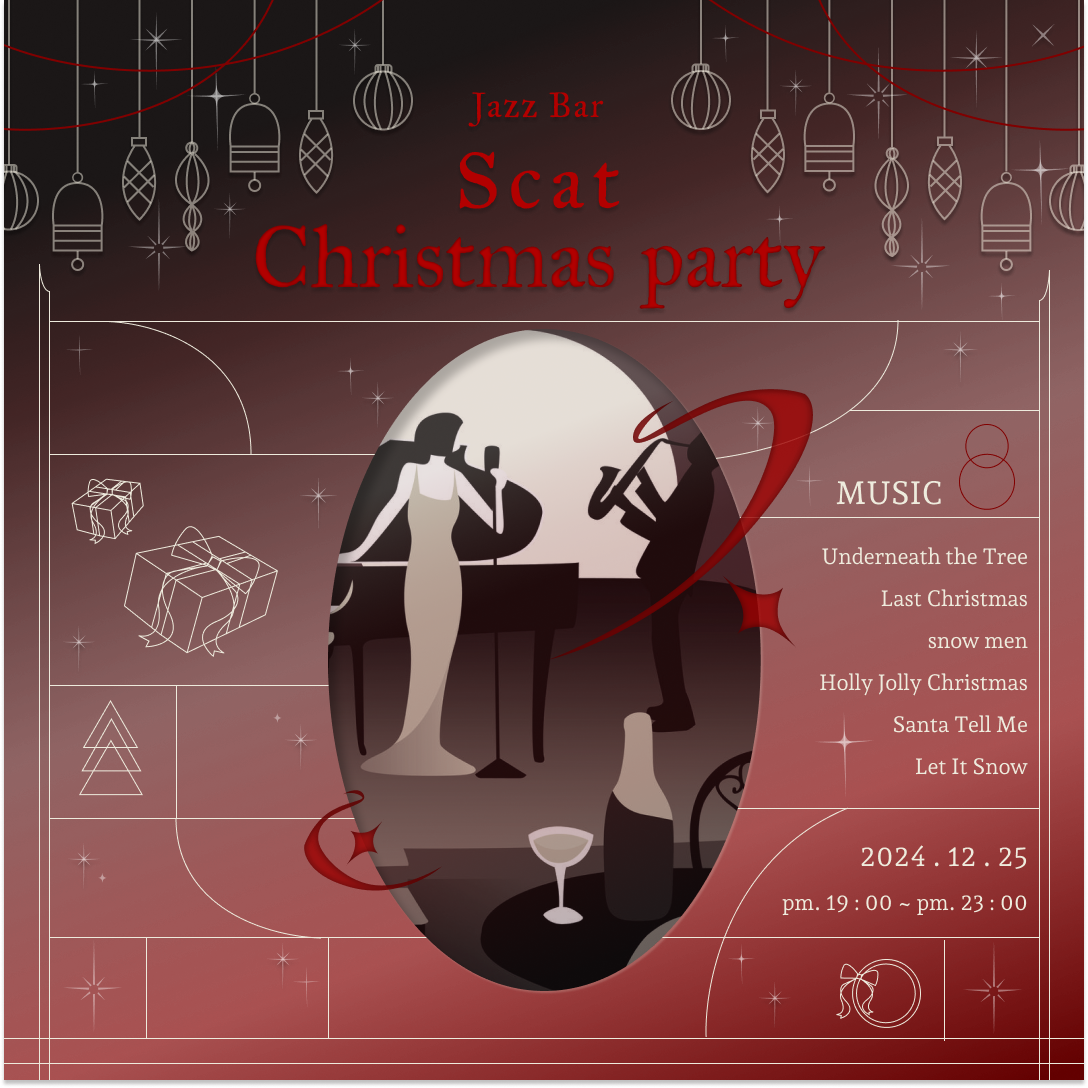 Jazz Bar
Scat
Christmas party
MUSIC
Underneath the Tree
Last Christmas
snow men
Holly Jolly Christmas
Santa Tell Me
Let It Snow
2024 . 12 . 25
pm. 19 : 00 ~ pm. 23 : 00